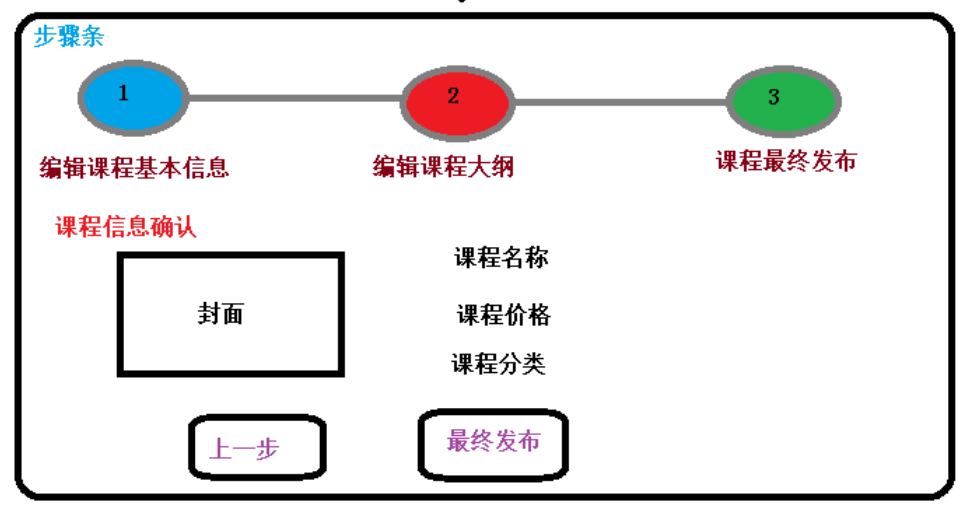 步骤条
1
2
3
编辑课程基本信息
编辑课程大纲
课程最终发布
课程信息确认
封面
课程名称
课程价格
课程分类
上一步
最终发布